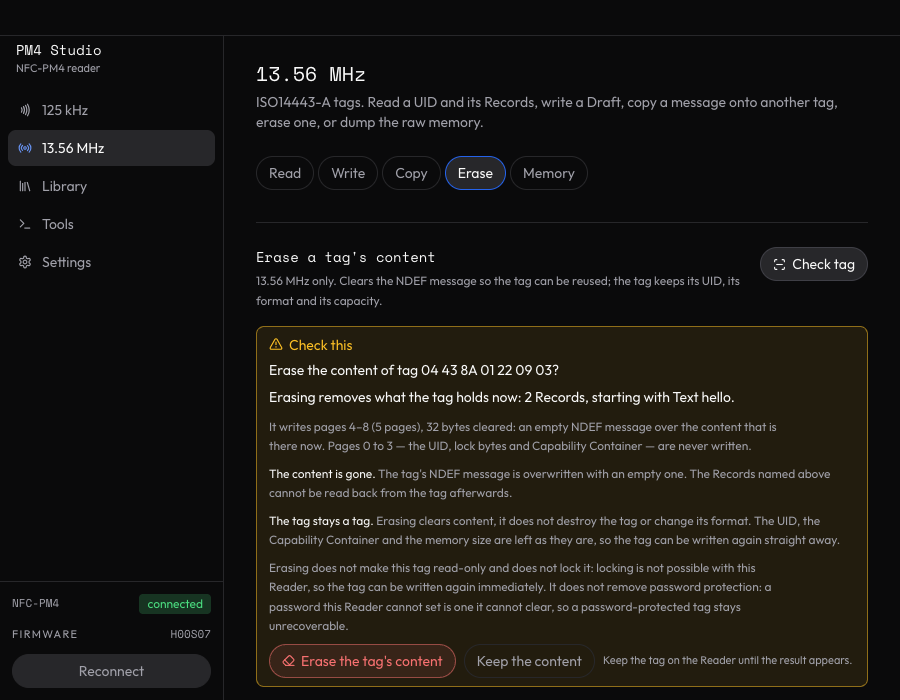 PM4 Studio
NFC-PM4 reader
125 kHz
13.56 MHz
Library
Tools
Settings
NFC-PM4
connected
FIRMWARE
H00S07
Reconnect
13.56 MHz
ISO14443-A tags. Read a UID and its Records, write a Draft, copy a message onto another tag,
erase one, or dump the raw memory.
Read
Write
Copy
Erase
Memory
Erase a tag's content
13.56 MHz only. Clears the NDEF message so the tag can be reused; the tag keeps its UID, its
format and its capacity.
Check tag
Check this
Erase the content of tag 04 43 8A 01 22 09 03?
Erasing removes what the tag holds now: 2 Records, starting with Text hello.
It writes pages 4–8 (5 pages), 32 bytes cleared: an empty NDEF message over the content that is
there now. Pages 0 to 3 — the UID, lock bytes and Capability Container — are never written.
The content is gone. The tag's NDEF message is overwritten with an empty one. The Records named above
cannot be read back from the tag afterwards.
The tag stays a tag. Erasing clears content, it does not destroy the tag or change its format. The UID, the
Capability Container and the memory size are left as they are, so the tag can be written again straight away.
Erasing does not make this tag read-only and does not lock it: locking is not possible with this
Reader, so the tag can be written again immediately. It does not remove password protection: a
password this Reader cannot set is one it cannot clear, so a password-protected tag stays
unrecoverable.
Erase the tag's content
Keep the content
Keep the tag on the Reader until the result appears.